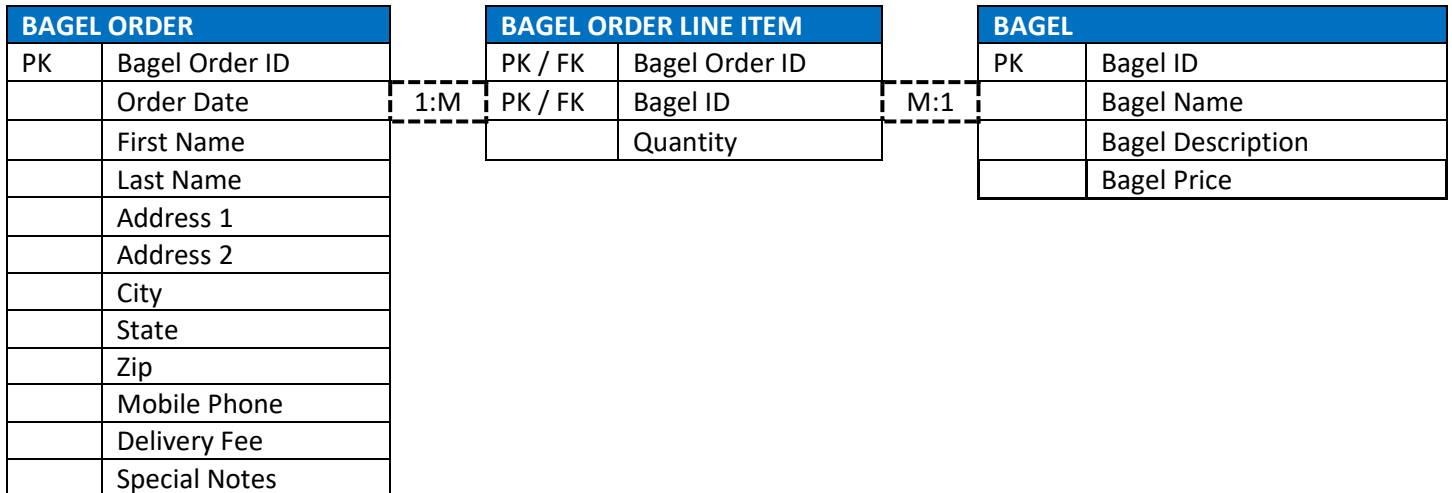 BAGEL ORDER
PK Bagel Order ID
Order Date
First Name
Last Name
Address 1
Address 2
City
State
Zip
Mobile Phone
Delivery Fee
Special Notes
1:M
BAGEL ORDER LINE ITEM
PK / FK Bagel Order ID
PK / FK Bagel ID
Quantity
M:1
BAGEL
PK Bagel ID
Bagel Name
Bagel Description
Bagel Price